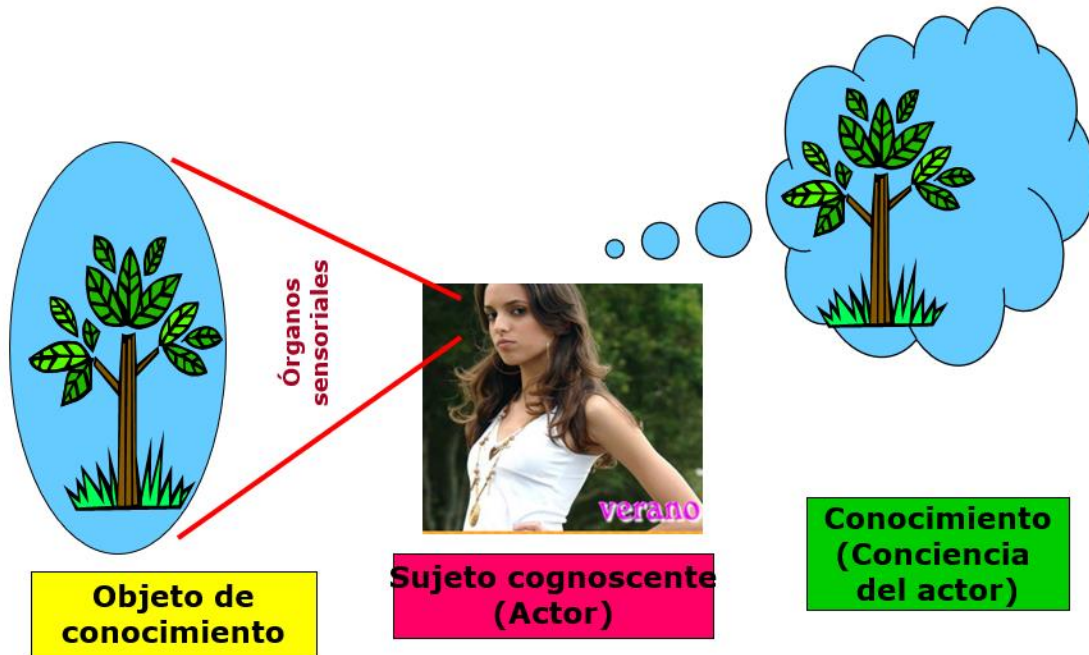 Órganos
sensoriales
verano
Objeto de
conocimiento
Sujeto cognoscente
(Actor)
Conocimiento
(Conciencia
del actor)